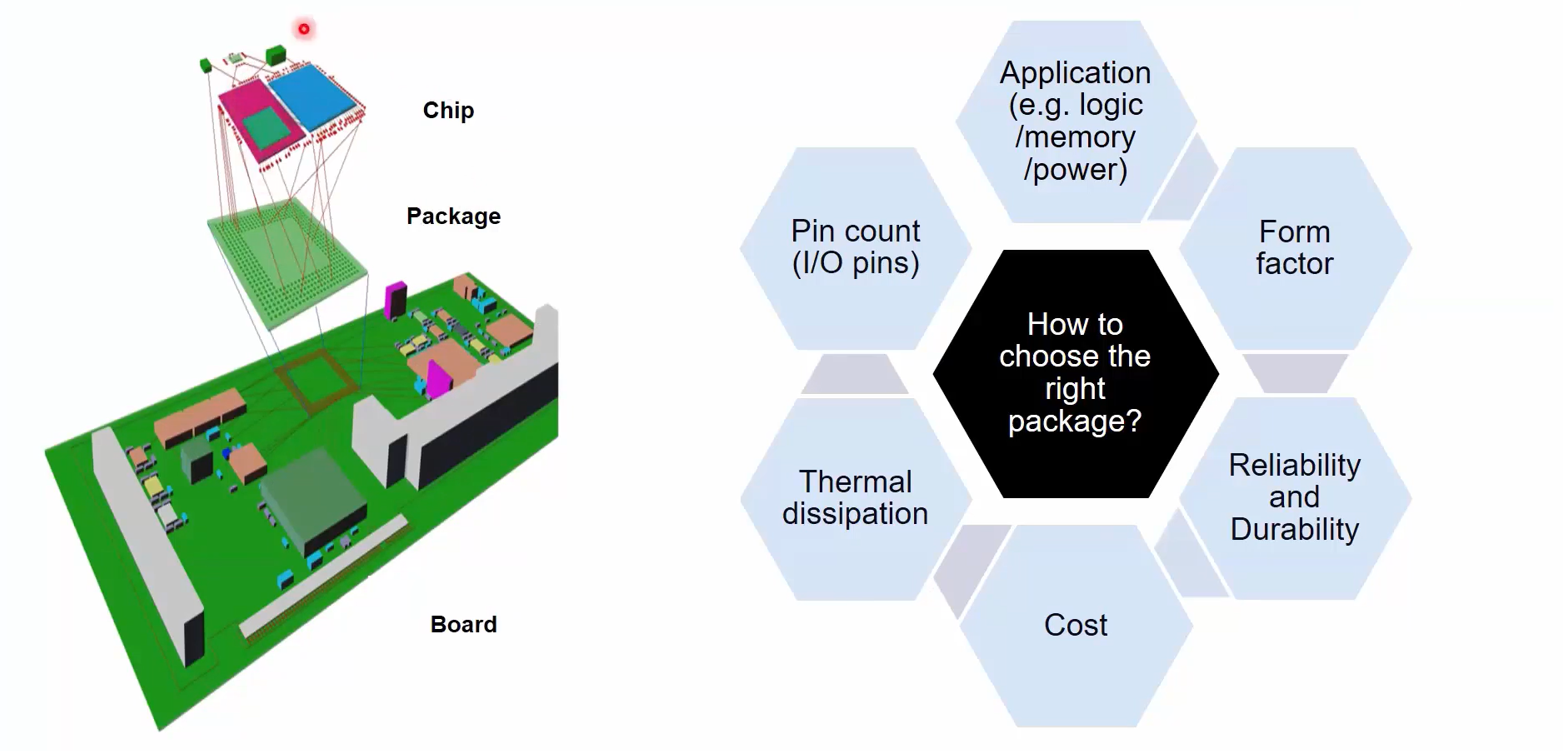 Chip
Package
Board
Application
(e.g. logic
/memory
/power)
Form
factor
Reliability
and
Durability
Cost
Thermal
dissipation
Pin count
(I/O pins)
How to
choose the
right
package?